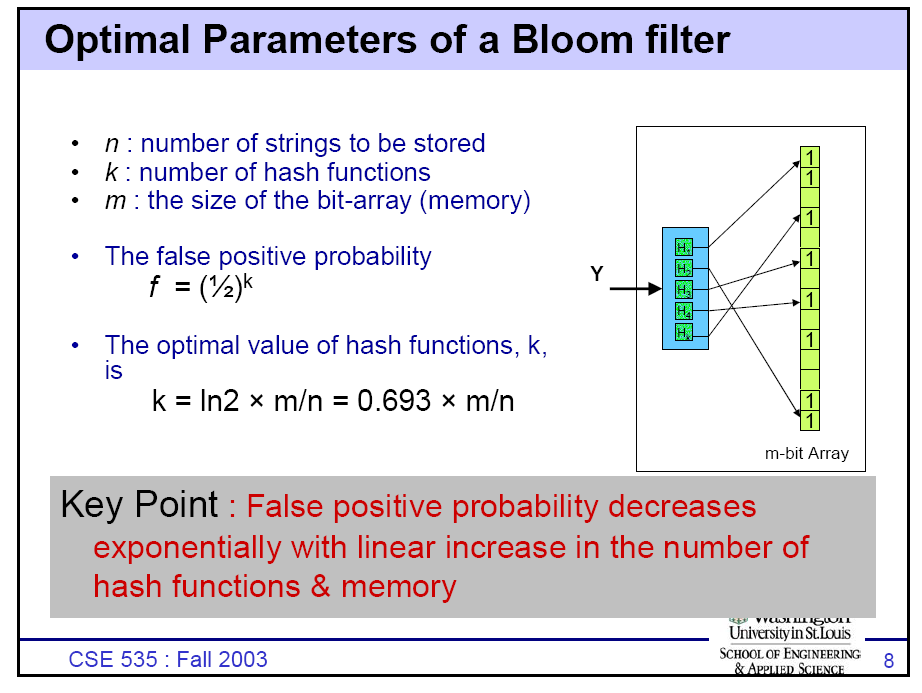 Optimal Parameters of a Bloom filter
• n : number of strings to be stored
• k : number of hash functions
• m : the size of the bit-array (memory)
• The false positive probability
f = (½)ᵏ
• The optimal value of hash functions, k,
is
k = ln2 × m/n = 0.693 × m/n
Y
H₁
H₂
H₃
H₄
Hₖ
1
1
1
1
1
1
1
1
m-bit Array
Key Point : False positive probability decreases
exponentially with linear increase in the number of
hash functions & memory
Washington
University in St. Louis
SCHOOL OF ENGINEERING
& APPLIED SCIENCE
CSE 535 : Fall 2003
8